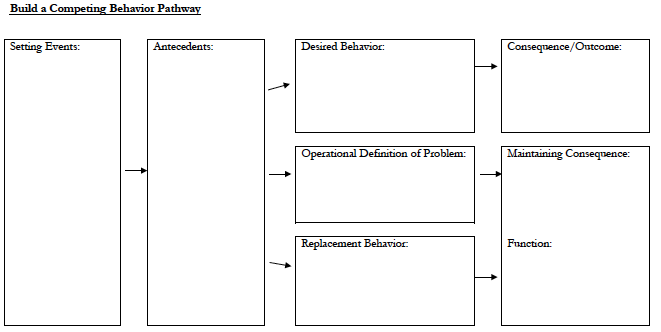 Build a Competing Behavior Pathway
Setting Events:
Antecedents:
Desired Behavior:
Consequence/Outcome:
Operational Definition of Problem:
Maintaining Consequence:
Replacement Behavior:
Function: